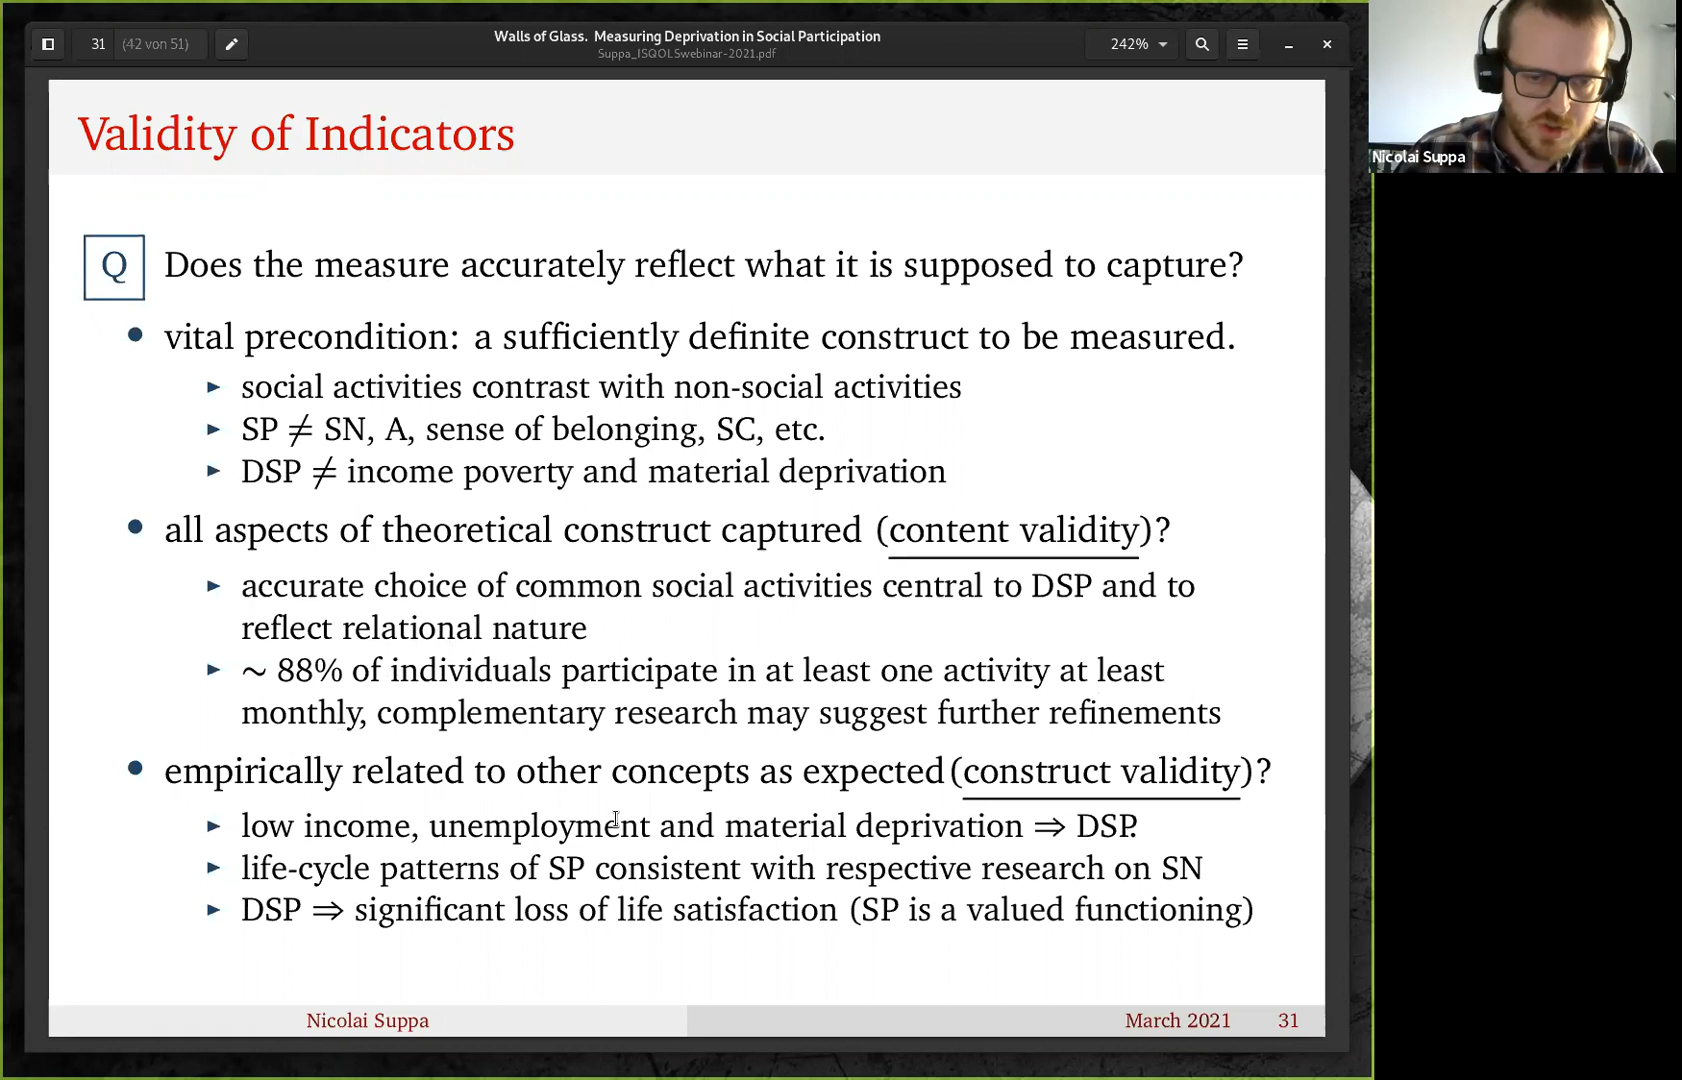 31 (42 von 51)
Walls of Glass. Measuring Deprivation in Social Participation
Suppa_ISQOLSwebinar-2021.pdf
242%
Nicolai Suppa
Validity of Indicators
Q Does the measure accurately reflect what it is supposed to capture?
• vital precondition: a sufficiently definite construct to be measured.
► social activities contrast with non-social activities
► SP ≠ SN, A, sense of belonging, SC, etc.
► DSP ≠ income poverty and material deprivation
• all aspects of theoretical construct captured (content validity)?
► accurate choice of common social activities central to DSP and to
reflect relational nature
► ∼ 88% of individuals participate in at least one activity at least
monthly, complementary research may suggest further refinements
• empirically related to other concepts as expected (construct validity)?
► low income, unemployment and material deprivation ⇒ DSP.
► life-cycle patterns of SP consistent with respective research on SN
► DSP ⇒ significant loss of life satisfaction (SP is a valued functioning)
Nicolai Suppa March 2021 31